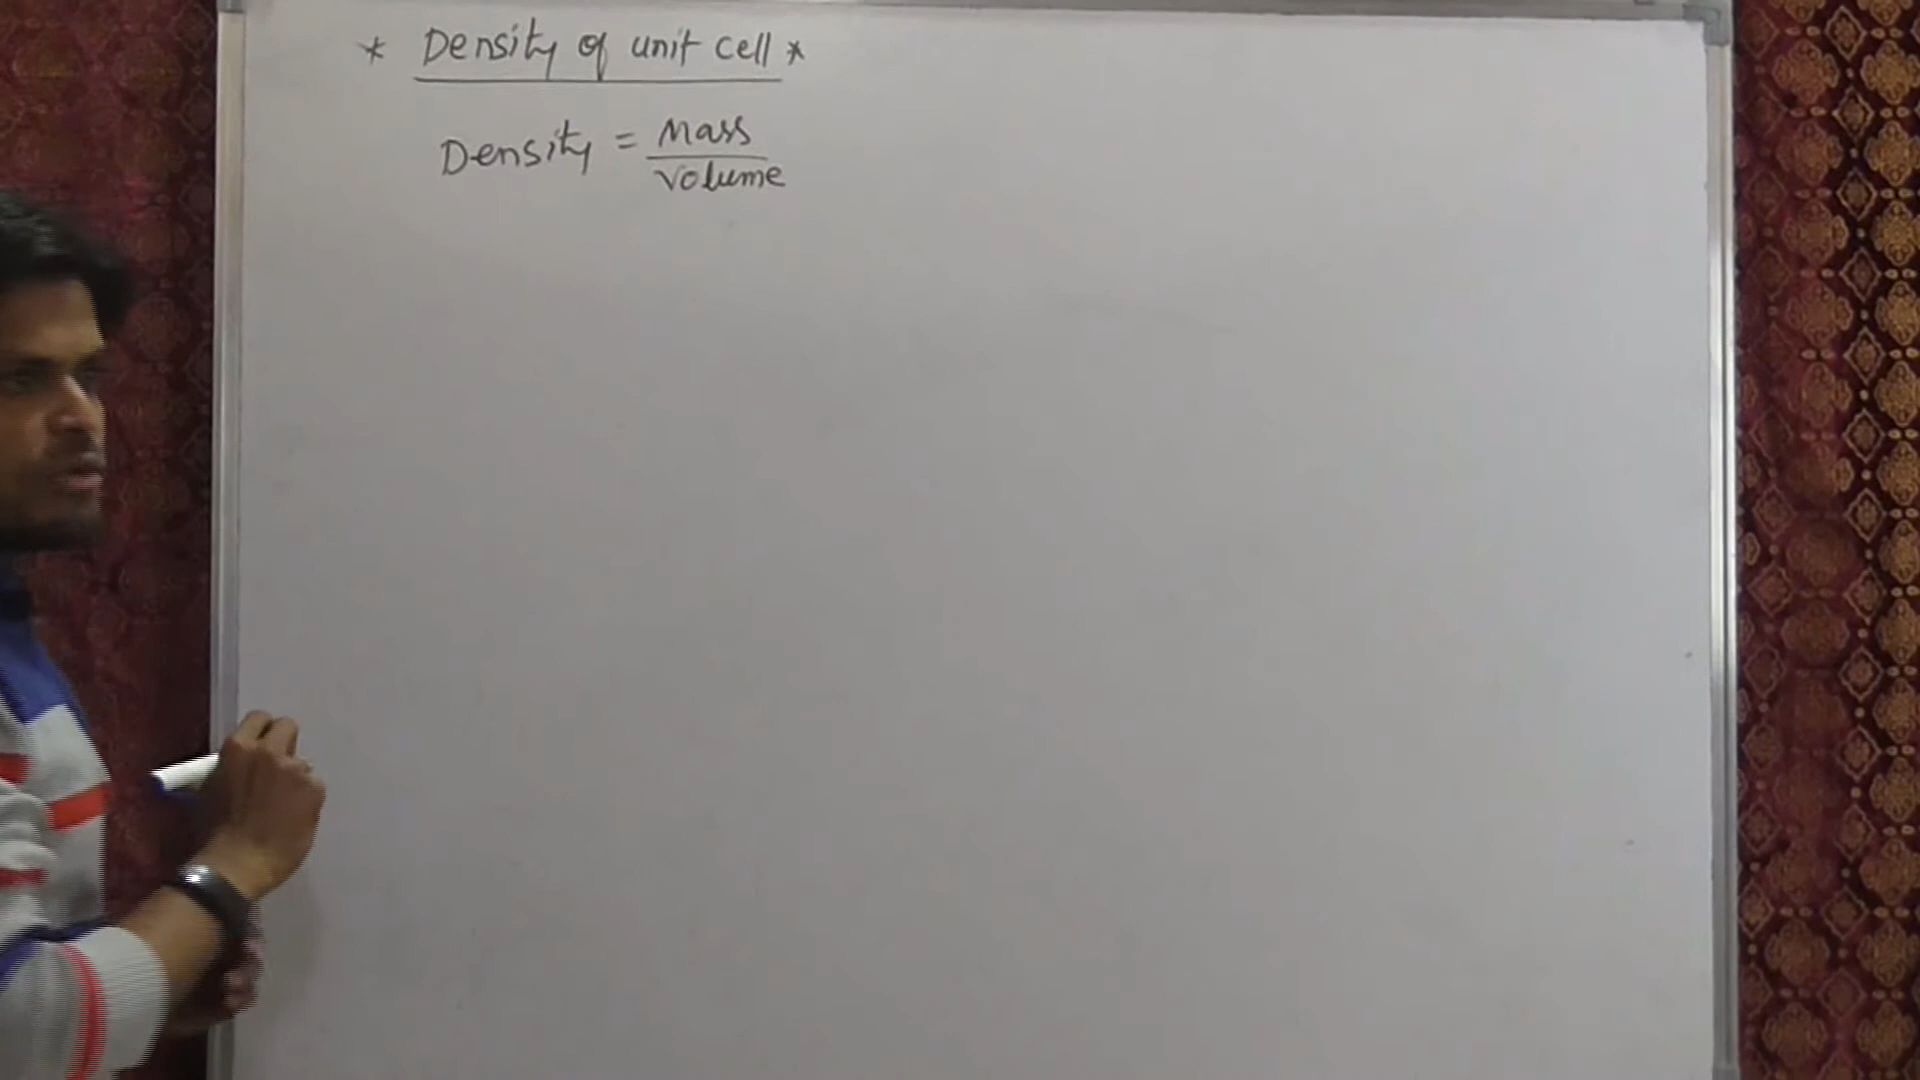 * Density of unit cell *
Density = Mass / Volume